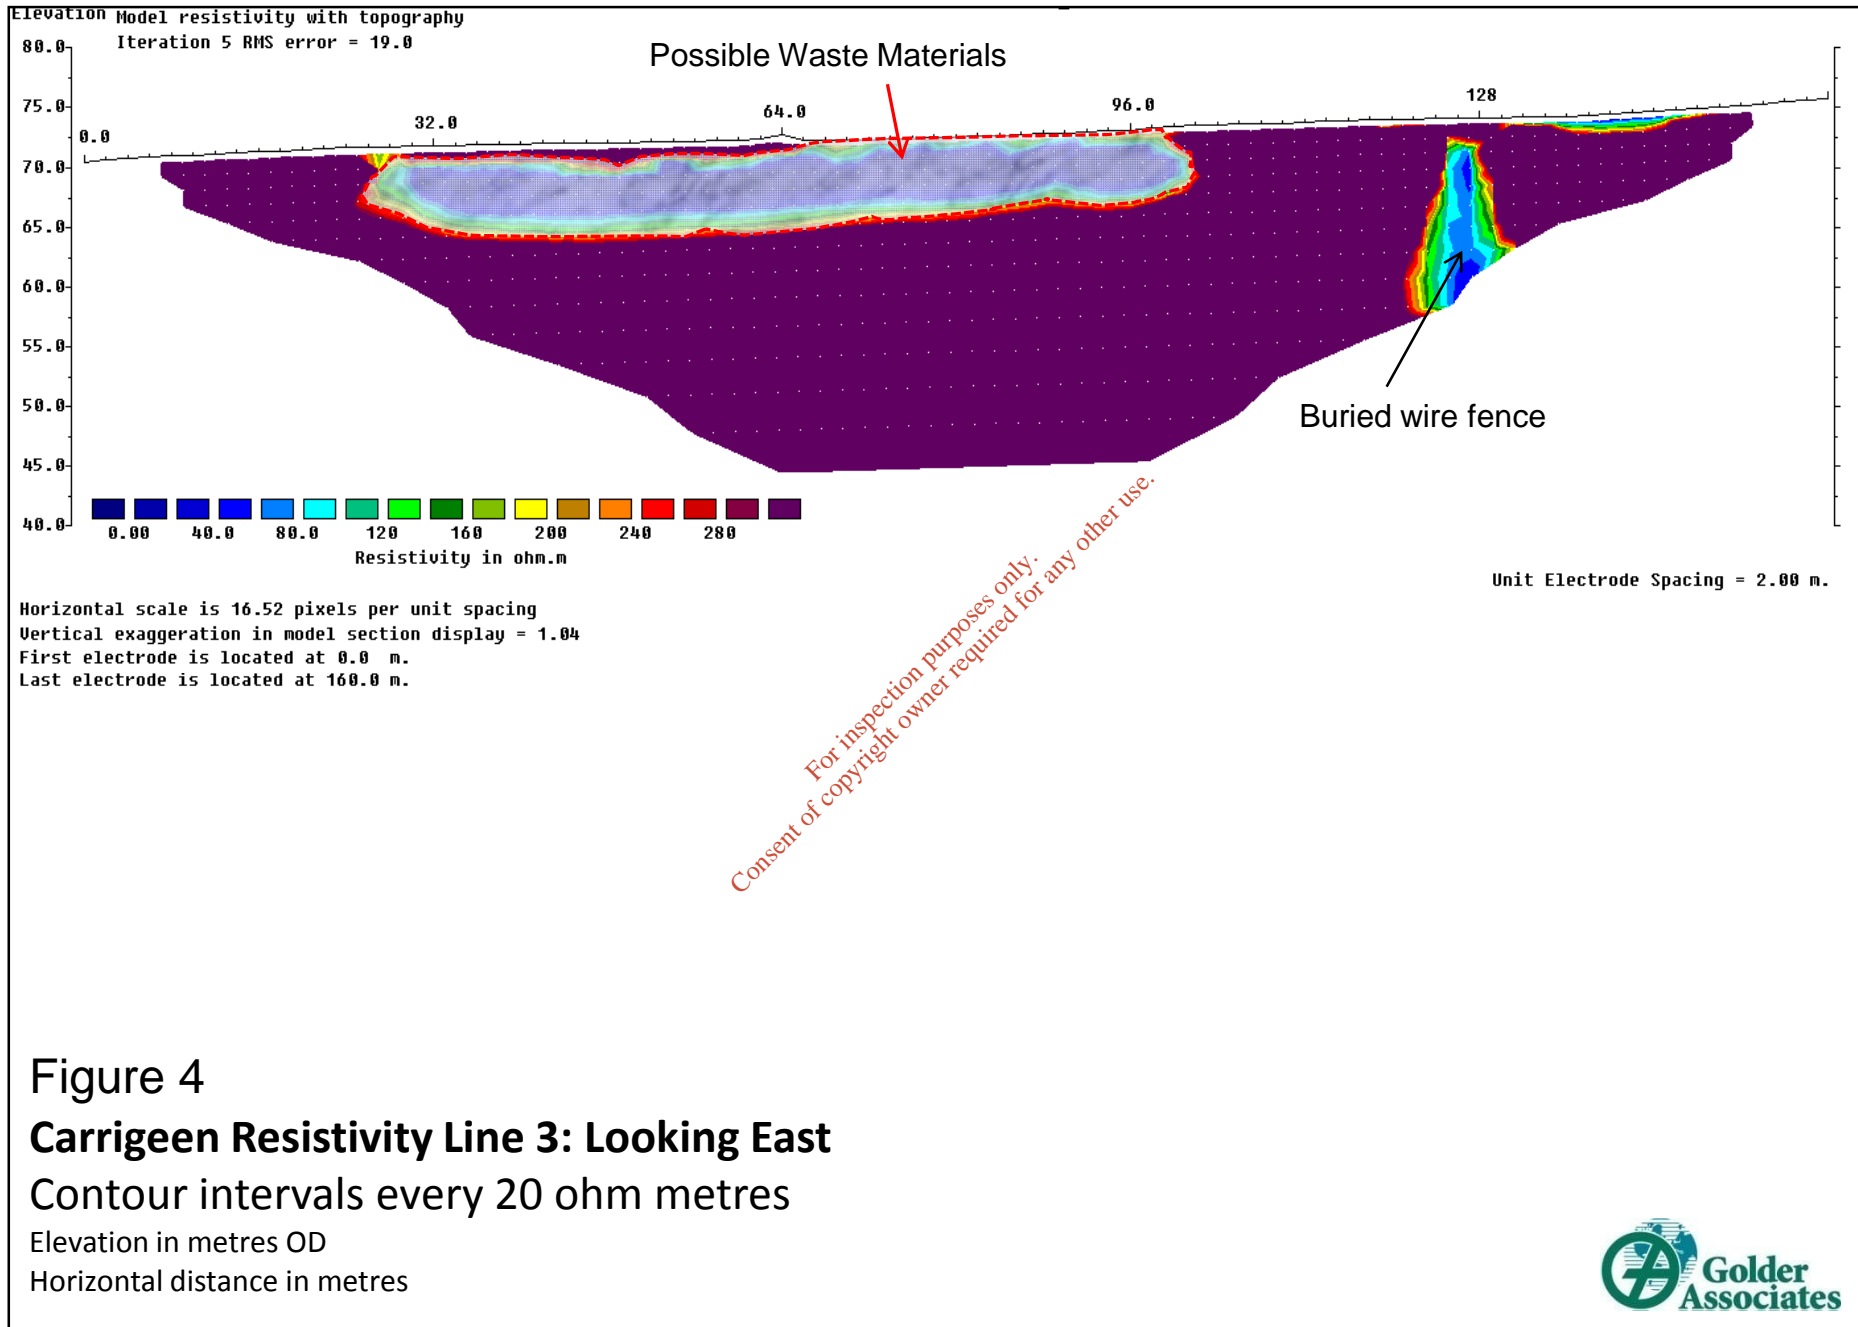 Elevation Model resistivity with topography
80.0 Iteration 5 RMS error = 19.0
Possible Waste Materials
75.0
0.0 32.0 64.0 96.0 128
70.0
65.0
60.0
55.0
50.0
45.0
40.0
Buried wire fence
0.00 40.0 80.0 120 160 200 240 280
Resistivity in ohm.m
Unit Electrode Spacing = 2.00 m.
Horizontal scale is 16.52 pixels per unit spacing
Vertical exaggeration in model section display = 1.04
First electrode is located at 0.0 m.
Last electrode is located at 160.0 m.
For inspection purposes only.
Consent of copyright owner required for any other use.
Figure 4
Carrigeen Resistivity Line 3: Looking East
Contour intervals every 20 ohm metres
Elevation in metres OD
Horizontal distance in metres
Golder
Associates